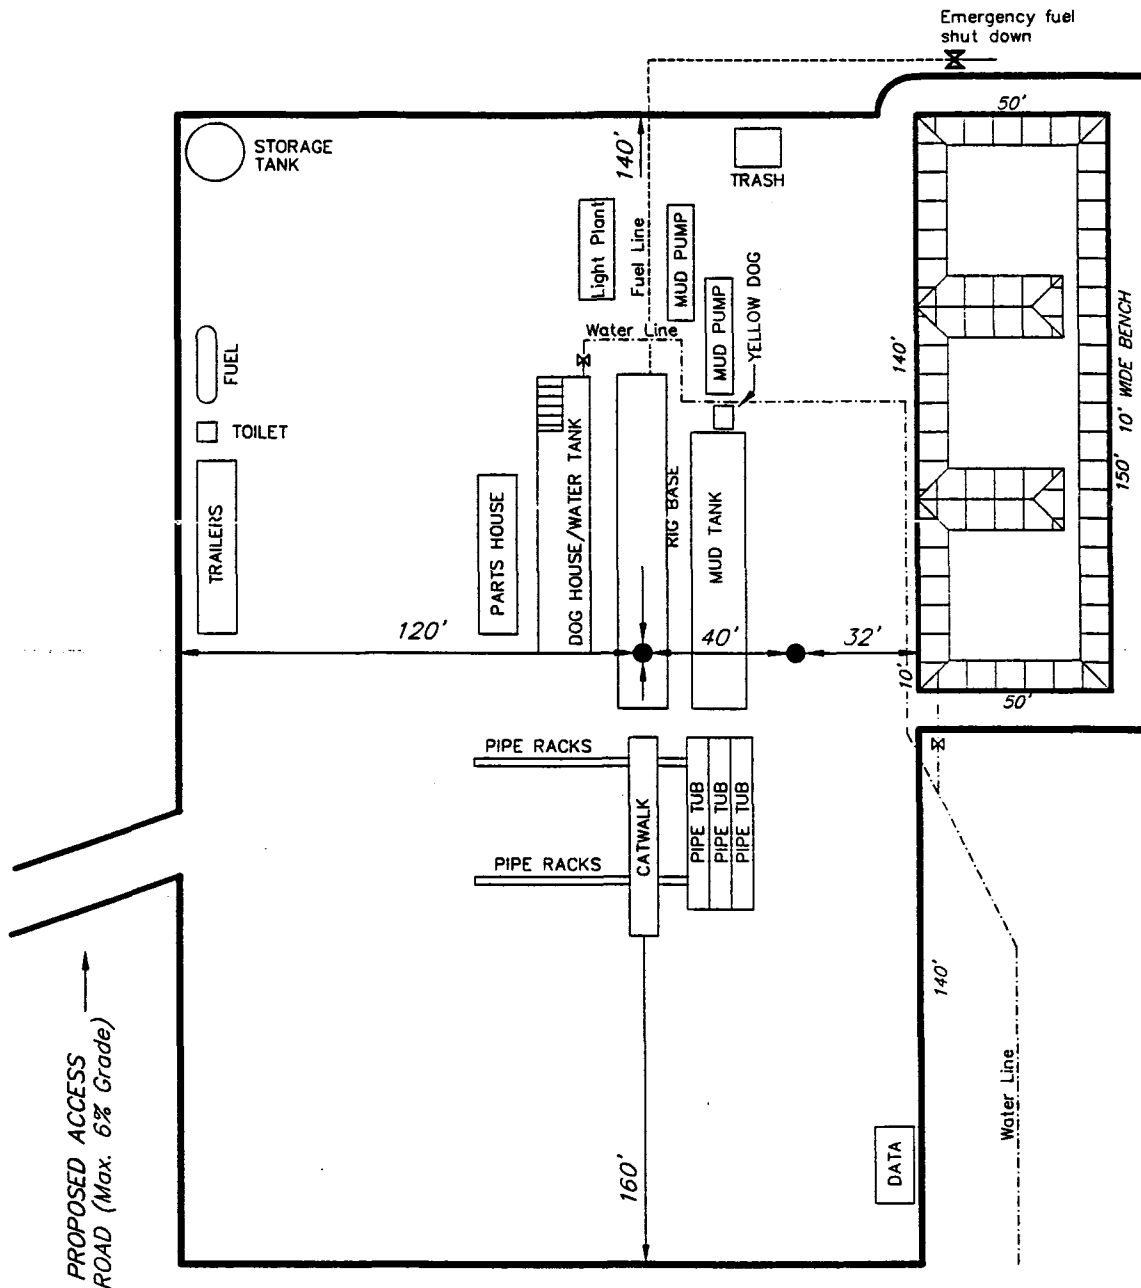 Emergency fuel
shut down
50'
STORAGE
TANK
140'
TRASH
Light Plant
Fuel Line
MUD PUMP
MUD PUMP
YELLOW DOG
Water Line
FUEL
TOILET
TRAILERS
PARTS HOUSE
DOG HOUSE/WATER TANK
RIG BASE
MUD TANK
140'
150'
10' WIDE BENCH
120'
40'
32'
10'
50'
PIPE RACKS
PIPE RACKS
CATWALK
PIPE TUB
PIPE TUB
PIPE TUB
140'
Water Line
PROPOSED ACCESS
ROAD (Max. 6% Grade)
160'
DATA